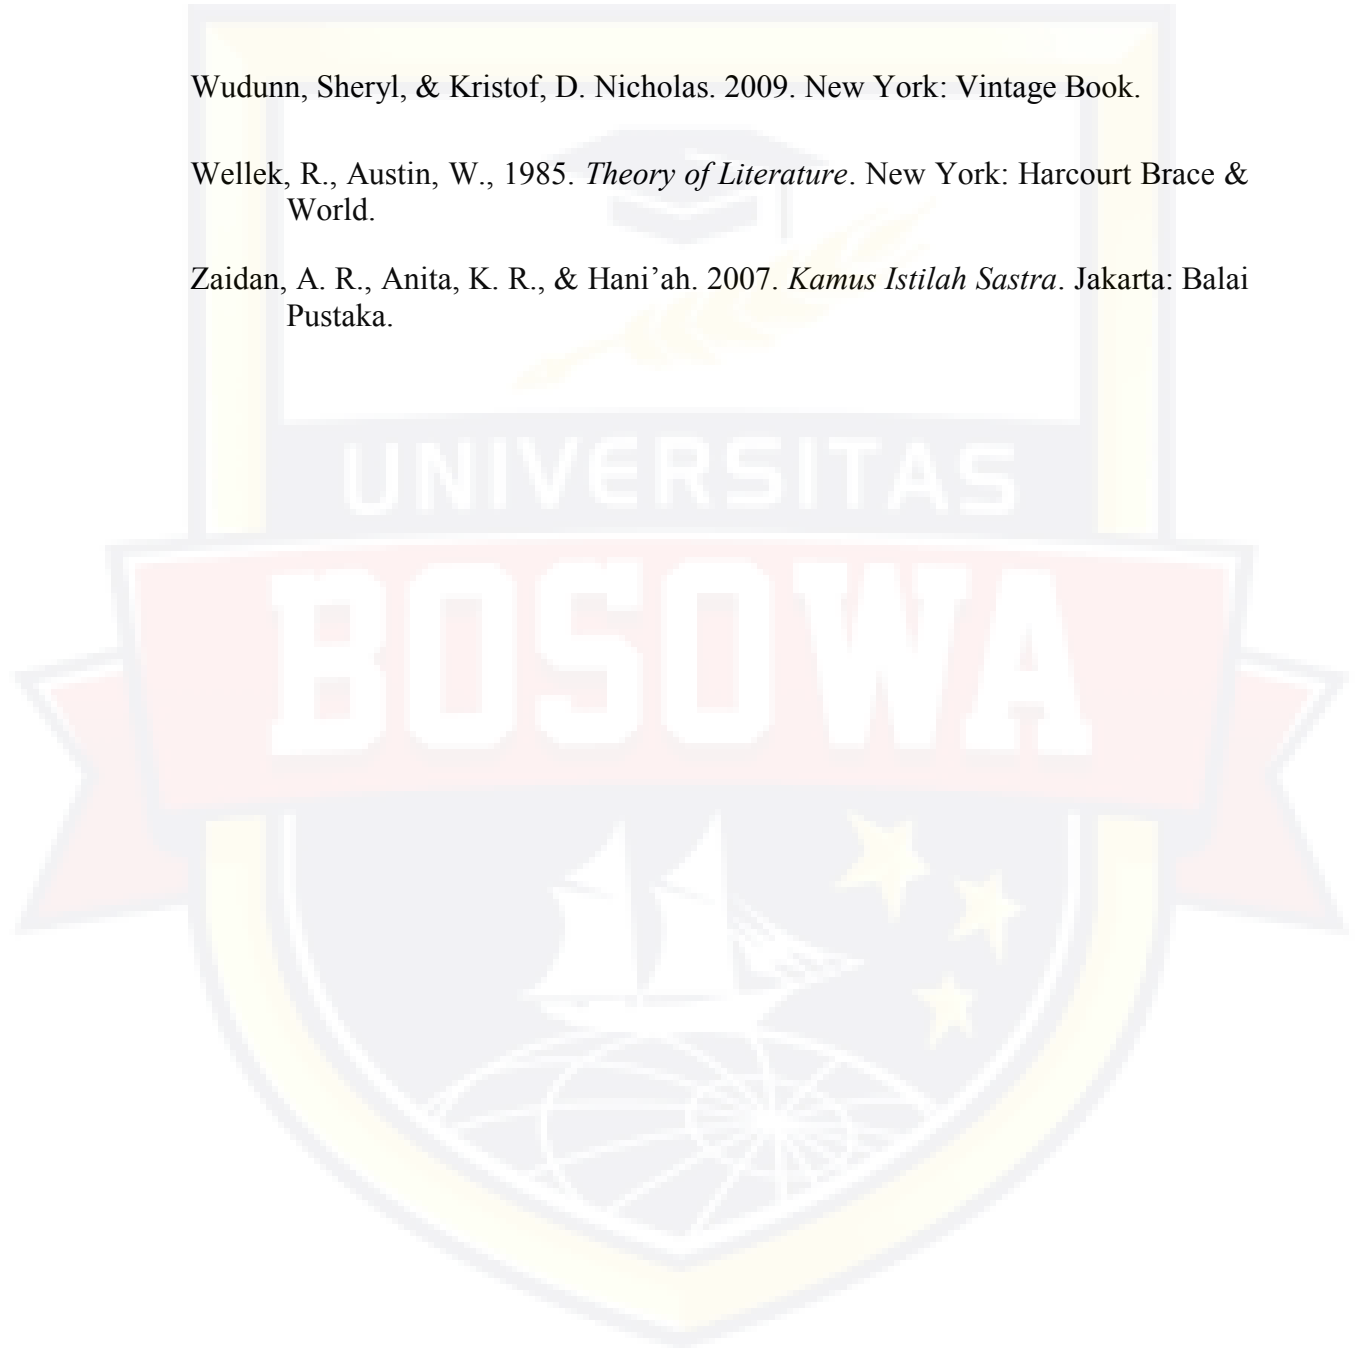 Wudunn, Sheryl, & Kristof, D. Nicholas. 2009. New York: Vintage Book.
Wellek, R., Austin, W., 1985. Theory of Literature. New York: Harcourt Brace &
World.
Zaidan, A. R., Anita, K. R., & Hani’ah. 2007. Kamus Istilah Sastra. Jakarta: Balai
Pustaka.
UNIVERSITAS
BOSOWA